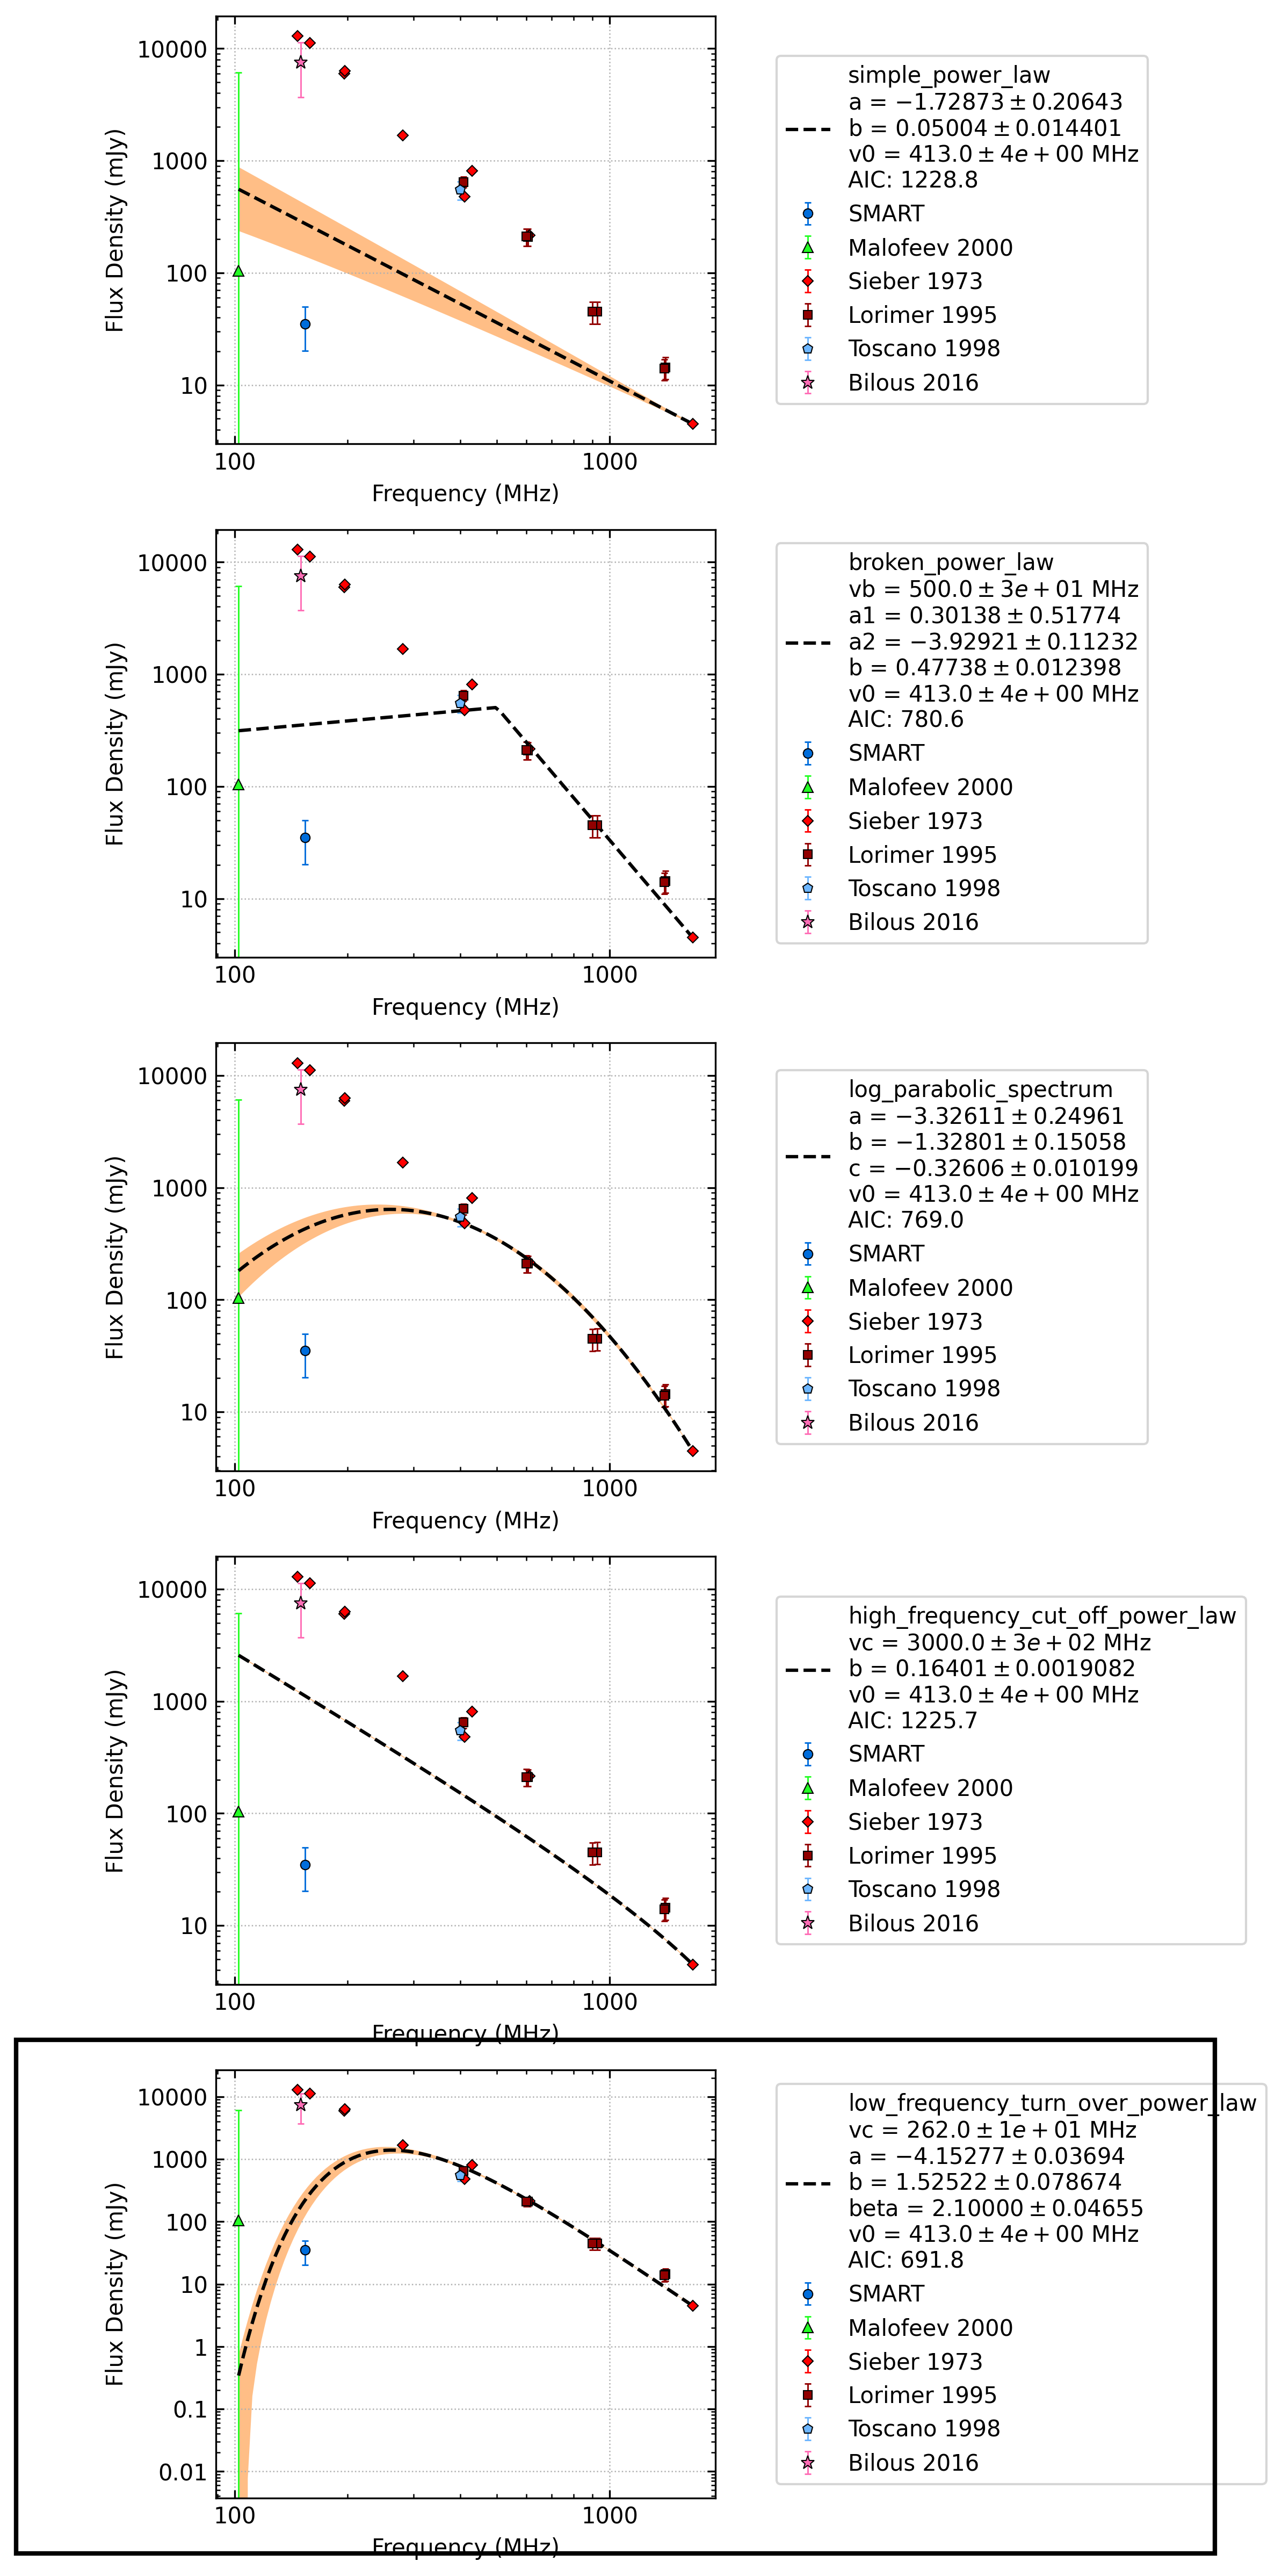 10000
1000
100
10
Flux Density (mJy)
100
1000
Frequency (MHz)
simple_power_law
a = −1.72873 ± 0.20643
b = 0.05004 ± 0.014401
v0 = 413.0 ± 4e + 00 MHz
AIC: 1228.8
SMART
Malofeev 2000
Sieber 1973
Lorimer 1995
Toscano 1998
Bilous 2016
10000
1000
100
10
Flux Density (mJy)
100
1000
Frequency (MHz)
broken_power_law
vb = 500.0 ± 3e + 01 MHz
a1 = 0.30138 ± 0.51774
a2 = −3.92921 ± 0.11232
b = 0.47738 ± 0.012398
v0 = 413.0 ± 4e + 00 MHz
AIC: 780.6
SMART
Malofeev 2000
Sieber 1973
Lorimer 1995
Toscano 1998
Bilous 2016
10000
1000
100
10
Flux Density (mJy)
100
1000
Frequency (MHz)
log_parabolic_spectrum
a = −3.32611 ± 0.24961
b = −1.32801 ± 0.15058
c = −0.32606 ± 0.010199
v0 = 413.0 ± 4e + 00 MHz
AIC: 769.0
SMART
Malofeev 2000
Sieber 1973
Lorimer 1995
Toscano 1998
Bilous 2016
10000
1000
100
10
Flux Density (mJy)
100
1000
Frequency (MHz)
high_frequency_cut_off_power_law
vc = 3000.0 ± 3e + 02 MHz
b = 0.16401 ± 0.0019082
v0 = 413.0 ± 4e + 00 MHz
AIC: 1225.7
SMART
Malofeev 2000
Sieber 1973
Lorimer 1995
Toscano 1998
Bilous 2016
10000
1000
100
10
1
0.1
0.01
Flux Density (mJy)
100
1000
Frequency (MHz)
low_frequency_turn_over_power_law
vc = 262.0 ± 1e + 01 MHz
a = −4.15277 ± 0.03694
b = 1.52522 ± 0.078674
beta = 2.10000 ± 0.04655
v0 = 413.0 ± 4e + 00 MHz
AIC: 691.8
SMART
Malofeev 2000
Sieber 1973
Lorimer 1995
Toscano 1998
Bilous 2016